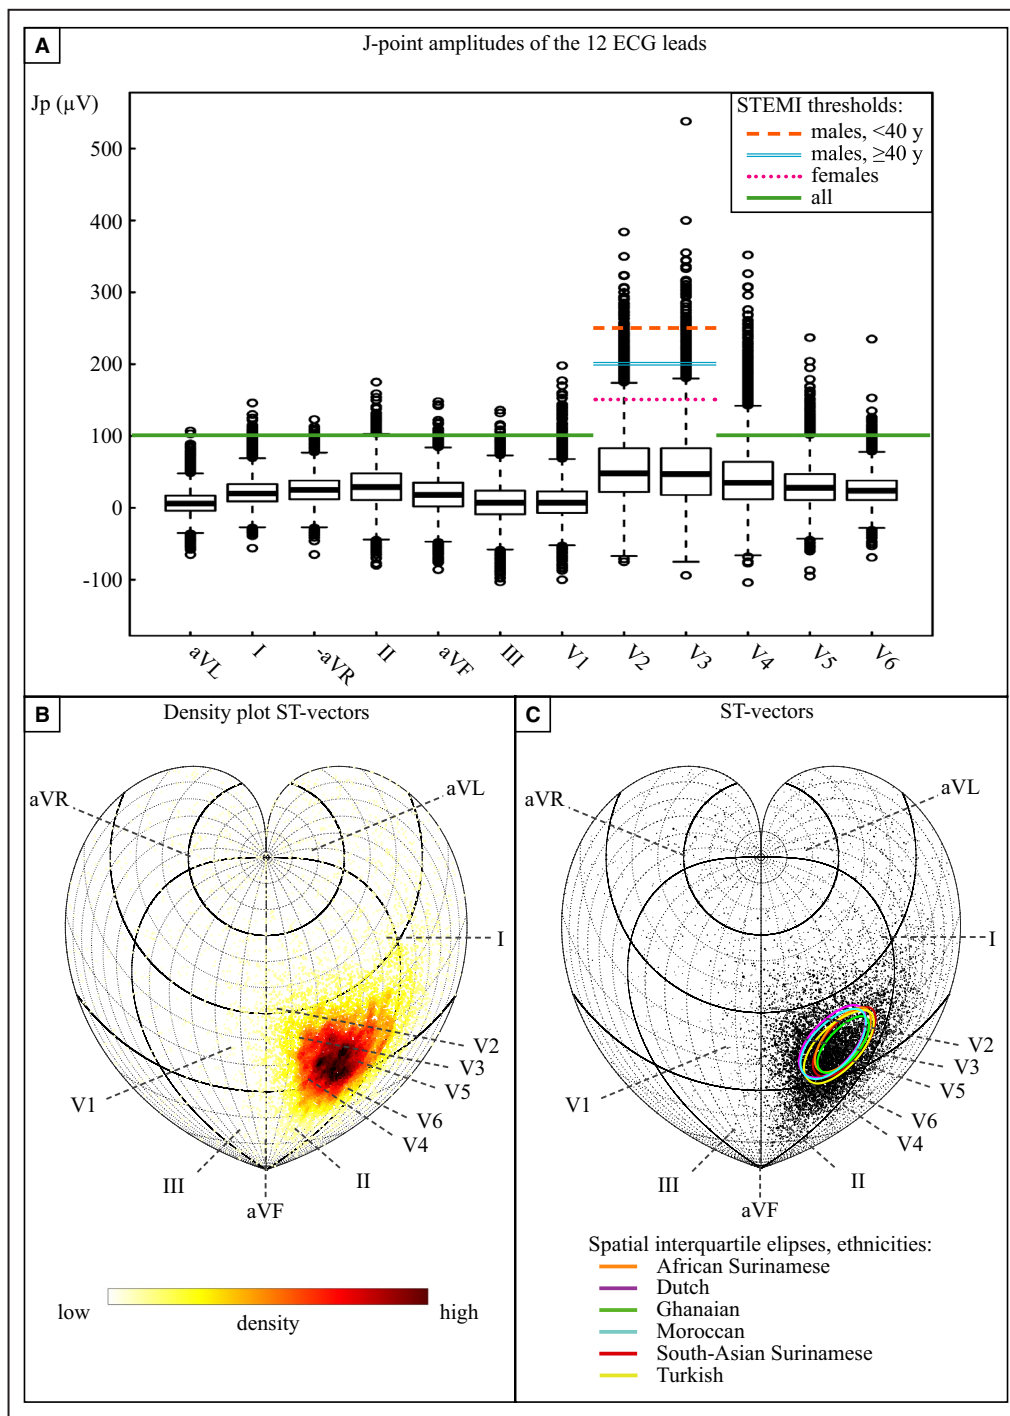 A
J-point amplitudes of the 12 ECG leads
Jp (µV)
STEMI thresholds:
males, <40 y
males, ≥40 y
females
all
500
400
300
200
100
0
-100
aVL
I
-aVR
II
aVF
III
V1
V2
V3
V4
V5
V6
B
Density plot ST-vectors
aVR
aVL
I
V2
V3
V5
V6
V4
V1
III
II
aVF
low
density
high
C
ST-vectors
aVR
aVL
I
V2
V3
V5
V6
V4
V1
III
II
aVF
Spatial interquartile elipses, ethnicities:
African Surinamese
Dutch
Ghanaian
Moroccan
South-Asian Surinamese
Turkish